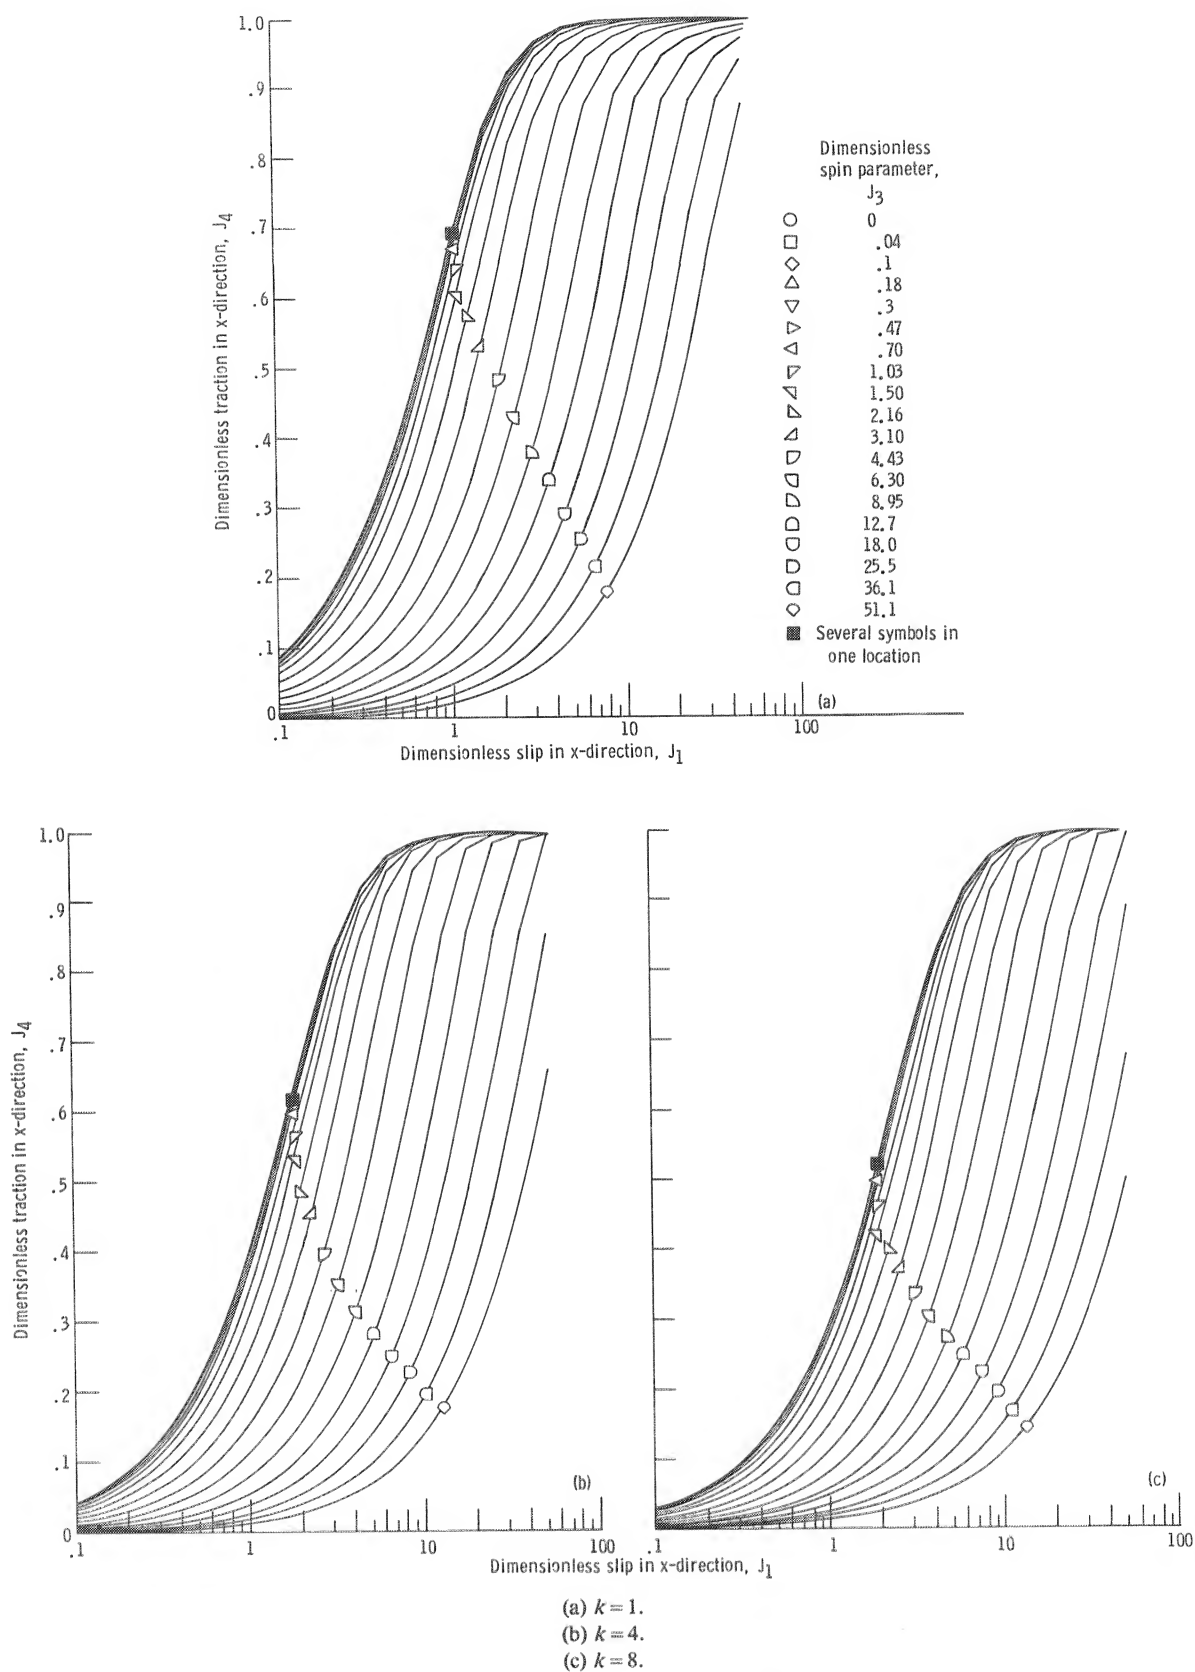 1.0
.9
.8
.7
.6
.5
.4
.3
.2
.1
0
Dimensionless traction in x-direction, J4
.1 1 10 100
Dimensionless slip in x-direction, J1
(a)
Dimensionless
spin parameter,
J3
0
.04
.1
.18
.3
.47
.70
1.03
1.50
2.16
3.10
4.43
6.30
8.95
12.7
18.0
25.5
36.1
51.1
Several symbols in
one location
1.0
.9
.8
.7
.6
.5
.4
.3
.2
.1
0
Dimensionless traction in x-direction, J4
(b)
.1 1 10 100
(c)
.1 1 10 100
Dimensionless slip in x-direction, J1
(a) k = 1.
(b) k = 4.
(c) k = 8.